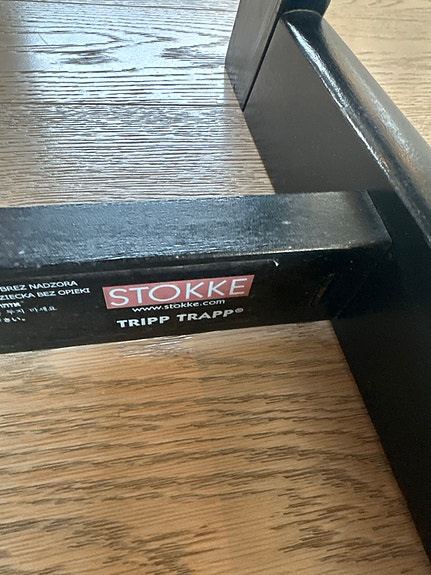 BREZ NADZORA
ZIECKA BEZ OPIEKI
STOKKE
www.stokke.com
TRIPP TRAPP®